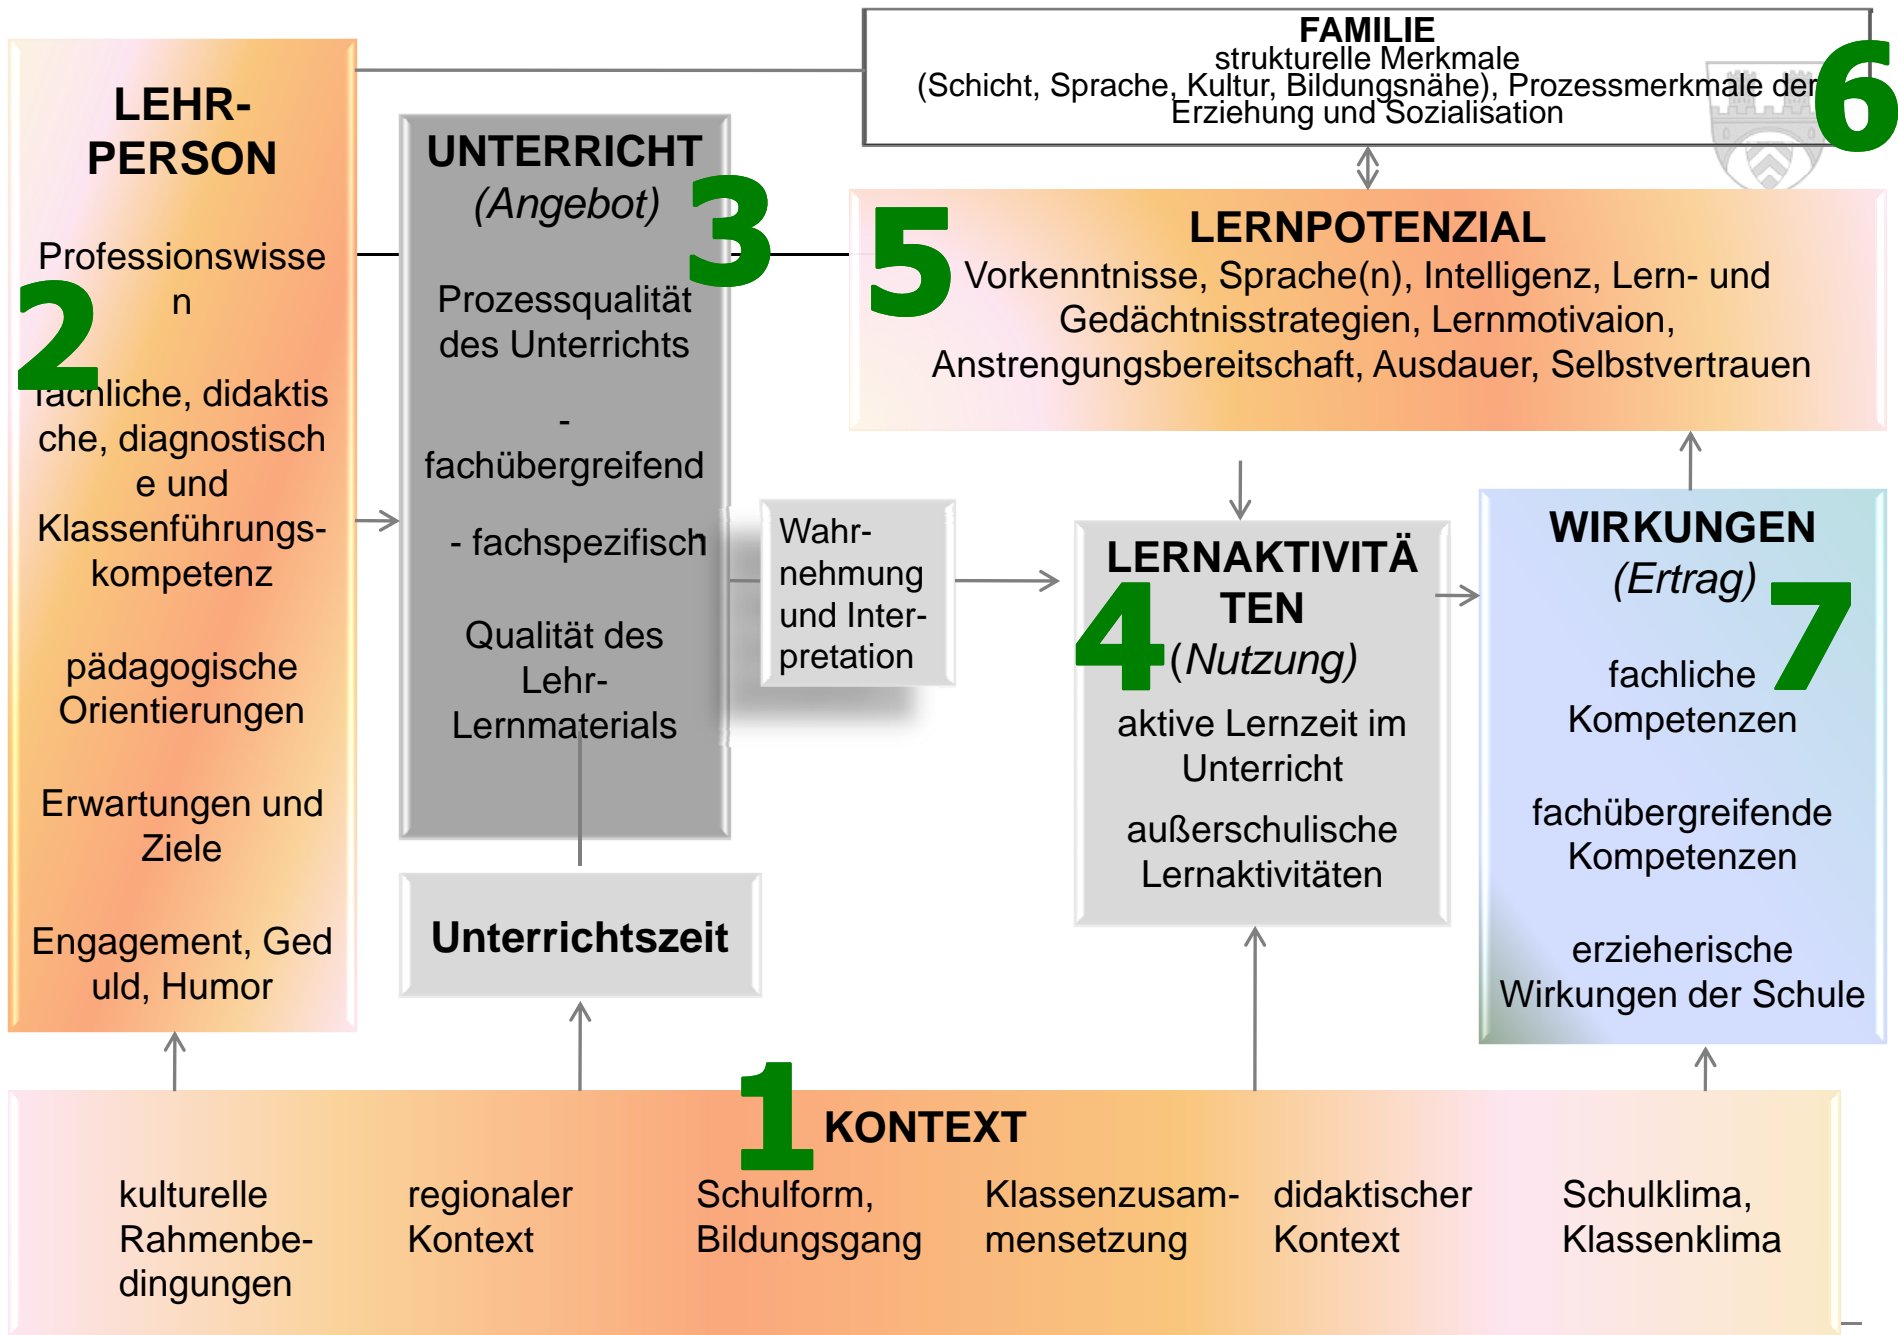 FAMILIE
strukturelle Merkmale
(Schicht, Sprache, Kultur, Bildungsnähe), Prozessmerkmale der
Erziehung und Sozialisation
6
LEHR-
PERSON
Professionswisse
n
2
fachliche, didaktis
che, diagnostisch
e und
Klassenführungs-
kompetenz
pädagogische
Orientierungen
Erwartungen und
Ziele
Engagement, Ged
uld, Humor
UNTERRICHT
(Angebot)
3
Prozessqualität
des Unterrichts
-
fachübergreifend
- fachspezifisch
Qualität des
Lehr-
Lernmaterials
Unterrichtszeit
Wahr-
nehmung
und Inter-
pretation
5
LERNPOTENZIAL
Vorkenntnisse, Sprache(n), Intelligenz, Lern- und
Gedächtnisstrategien, Lernmotivaion,
Anstrengungsbereitschaft, Ausdauer, Selbstvertrauen
LERNAKTIVITÄ
TEN
4
(Nutzung)
aktive Lernzeit im
Unterricht
außerschulische
Lernaktivitäten
WIRKUNGEN
(Ertrag)
7
fachliche
Kompetenzen
fachübergreifende
Kompetenzen
erzieherische
Wirkungen der Schule
1
KONTEXT
kulturelle
Rahmenbe-
dingungen
regionaler
Kontext
Schulform,
Bildungsgang
Klassenzusam-
mensetzung
didaktischer
Kontext
Schulklima,
Klassenklima